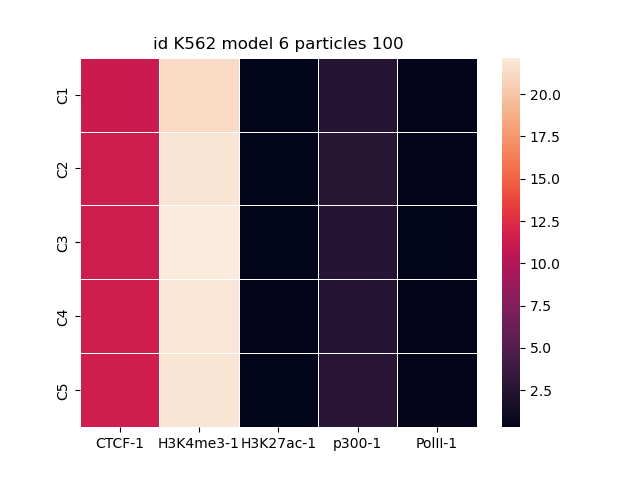 id K562 model 6 particles 100
C1
C2
C3
C4
C5
CTCF-1 H3K4me3-1 H3K27ac-1 p300-1 PolII-1
20.0
17.5
15.0
12.5
10.0
7.5
5.0
2.5